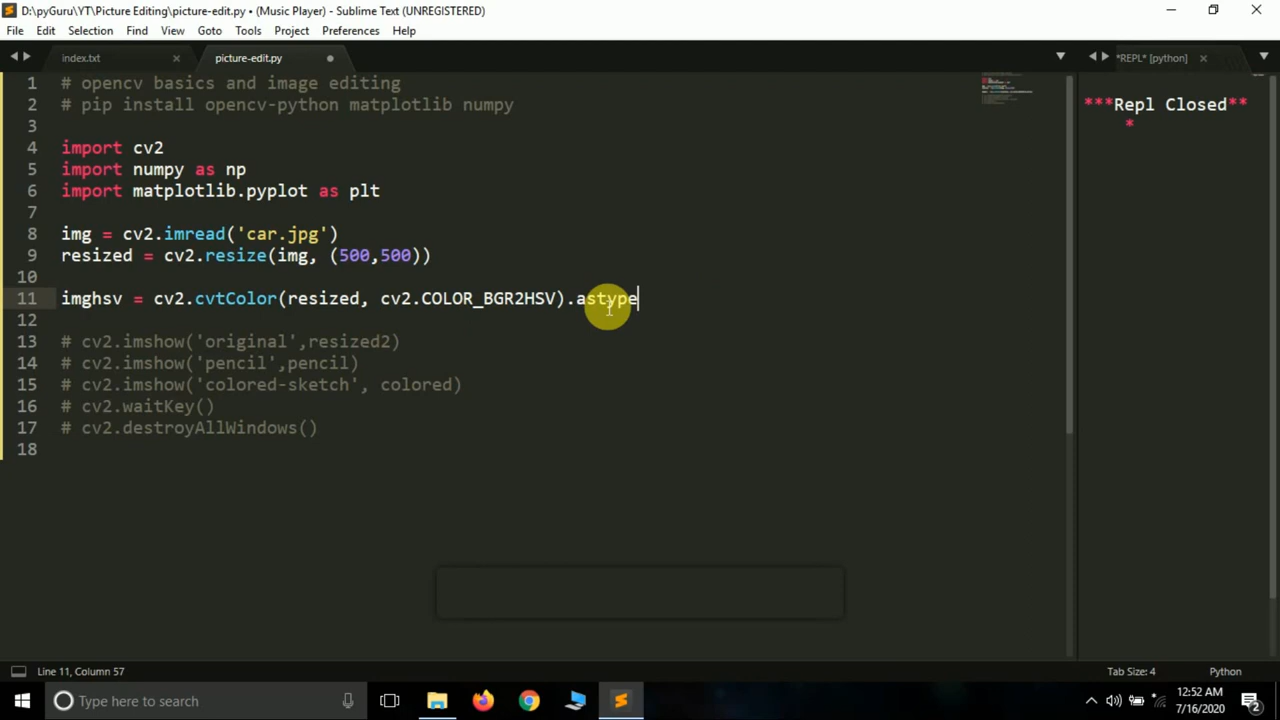 D:\pyGuru\YT\Picture Editing\picture-edit.py • (Music Player) - Sublime Text (UNREGISTERED)
File Edit Selection Find View Goto Tools Project Preferences Help
index.txt picture-edit.py *REPL* [python]
1 # opencv basics and image editing
2 # pip install opencv-python matplotlib numpy
3
4 import cv2
5 import numpy as np
6 import matplotlib.pyplot as plt
7
8 img = cv2.imread('car.jpg')
9 resized = cv2.resize(img, (500,500))
10
11 imghsv = cv2.cvtColor(resized, cv2.COLOR_BGR2HSV).astype
12
13 # cv2.imshow('original',resized2)
14 # cv2.imshow('pencil',pencil)
15 # cv2.imshow('colored-sketch', colored)
16 # cv2.waitKey()
17 # cv2.destroyAllWindows()
18
***Repl Closed**
*
Line 11, Column 57 Tab Size: 4 Python
Type here to search
12:52 AM
7/16/2020
2